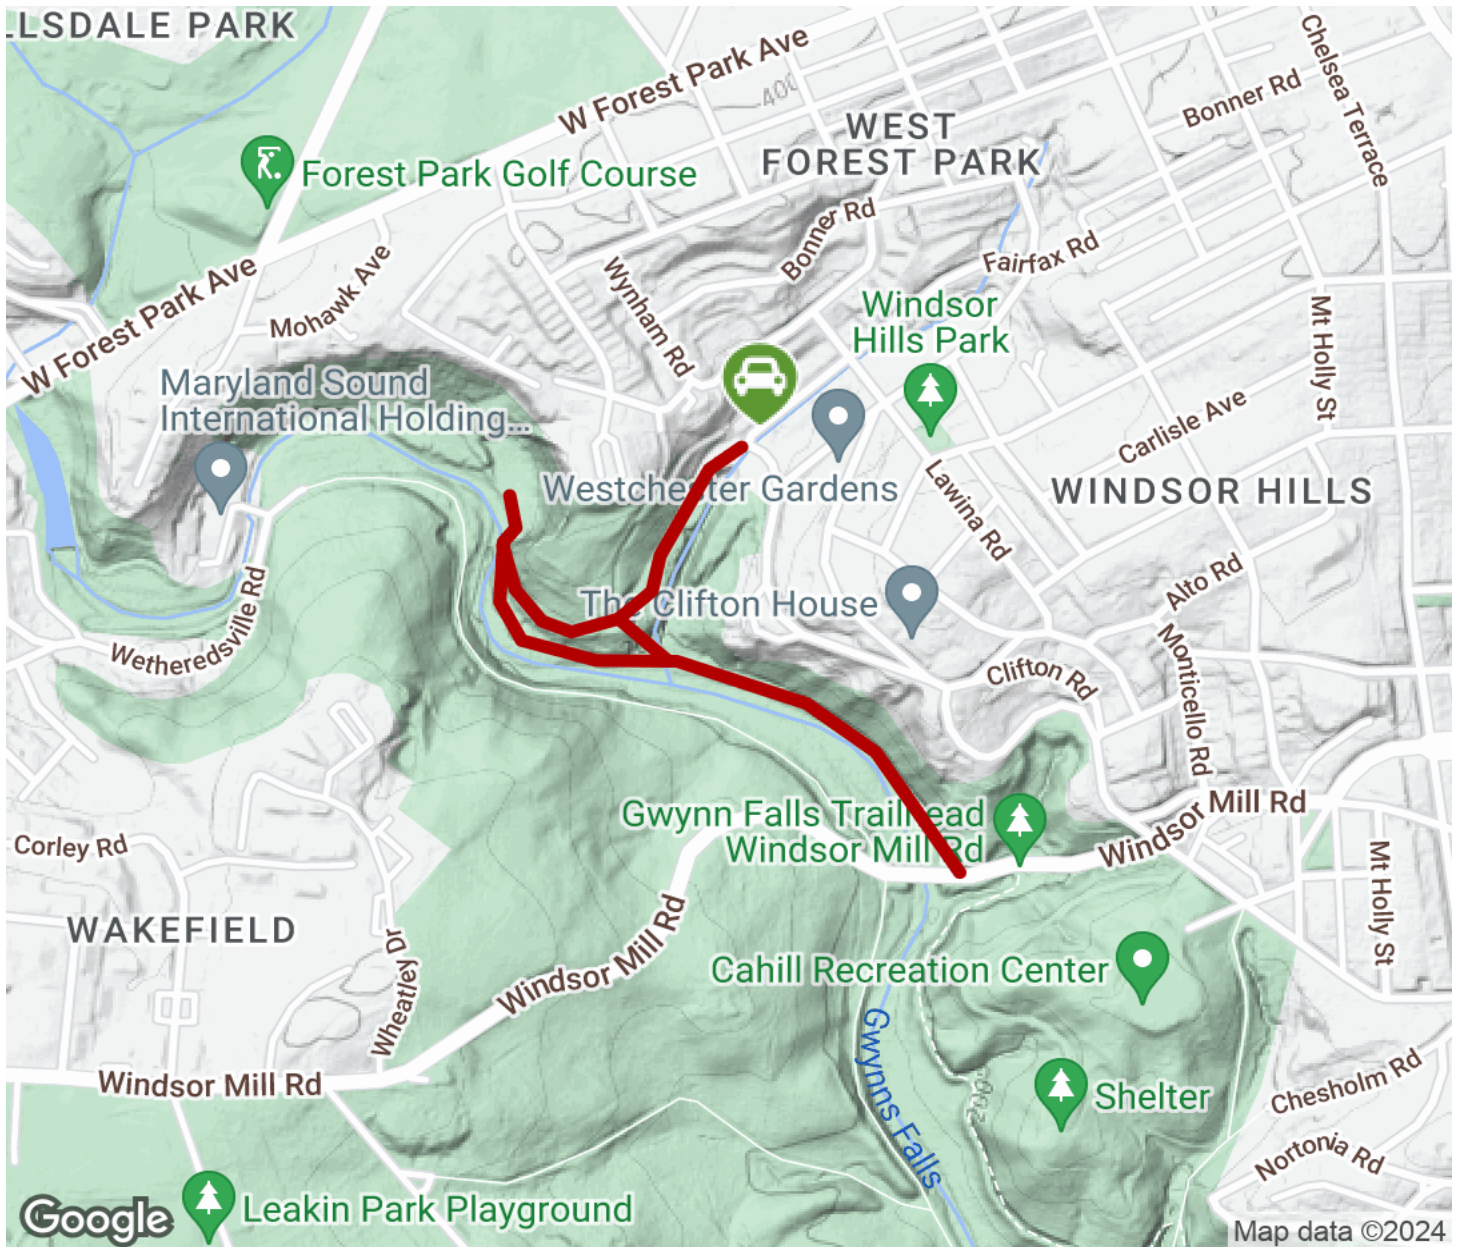 LLSDALE PARK
W Forest Park Ave
400
WEST
FOREST PARK
Bonner Rd
Chelsea Terrace
Forest Park Golf Course
Bonner Rd
Fairfax Rd
W Forest Park Ave
Mohawk Ave
Wynham Rd
Windsor
Hills Park
Mt Holly St
Maryland Sound
International Holding...
Carlisle Ave
Westchester Gardens
Lawina Rd
WINDSOR HILLS
Alto Rd
The Clifton House
Wetheredsville Rd
Monticello Rd
Clifton Rd
Gwynn Falls Trailhead
Windsor Mill Rd
Windsor Mill Rd
Corley Rd
Mt Holly St
WAKEFIELD
Wheatley Dr
Windsor Mill Rd
Cahill Recreation Center
Gwynns Falls
Windsor Mill Rd
Shelter
Chesholm Rd
Nortonia Rd
Leakin Park Playground
Google
Map data ©2024